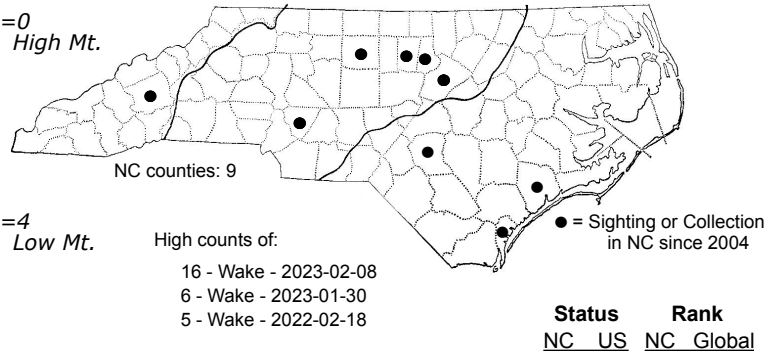 =0
High Mt.
NC counties: 9
=4
Low Mt.
High counts of:
16 - Wake - 2023-02-08
6 - Wake - 2023-01-30
5 - Wake - 2022-02-18
● = Sighting or Collection
in NC since 2004
Status Rank
NC US NC Global